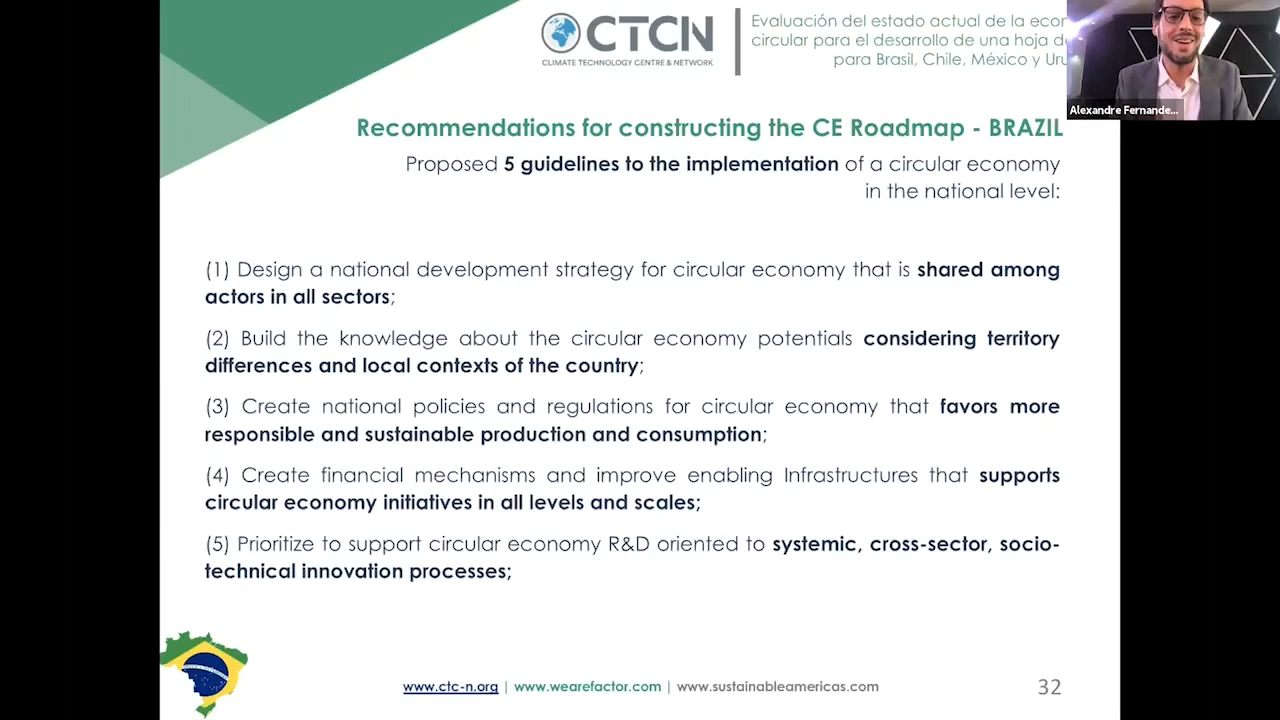 CTCN
CLIMATE TECHNOLOGY CENTRE & NETWORK
Evaluación del estado actual de la
circular para el desarrollo de una hoja
para Brasil, Chile, México y
Alexandre Fernande...
Recommendations for constructing the CE Roadmap - BRAZIL
Proposed 5 guidelines to the implementation of a circular economy
in the national level:
(1) Design a national development strategy for circular economy that is shared among
actors in all sectors;
(2) Build the knowledge about the circular economy potentials considering territory
differences and local contexts of the country;
(3) Create national policies and regulations for circular economy that favors more
responsible and sustainable production and consumption;
(4) Create financial mechanisms and improve enabling Infrastructures that supports
circular economy initiatives in all levels and scales;
(5) Prioritize to support circular economy R&D oriented to systemic, cross-sector, socio-
technical innovation processes;
www.ctc-n.org | www.wearefactor.com | www.sustainableamericas.com
32